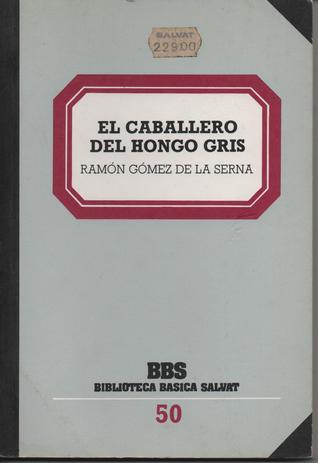 SALVAT
22900
EL CABALLERO
DEL HONGO GRIS
RAMÓN GÓMEZ DE LA SERNA
BBS
BIBLIOTECA BASICA SALVAT
50